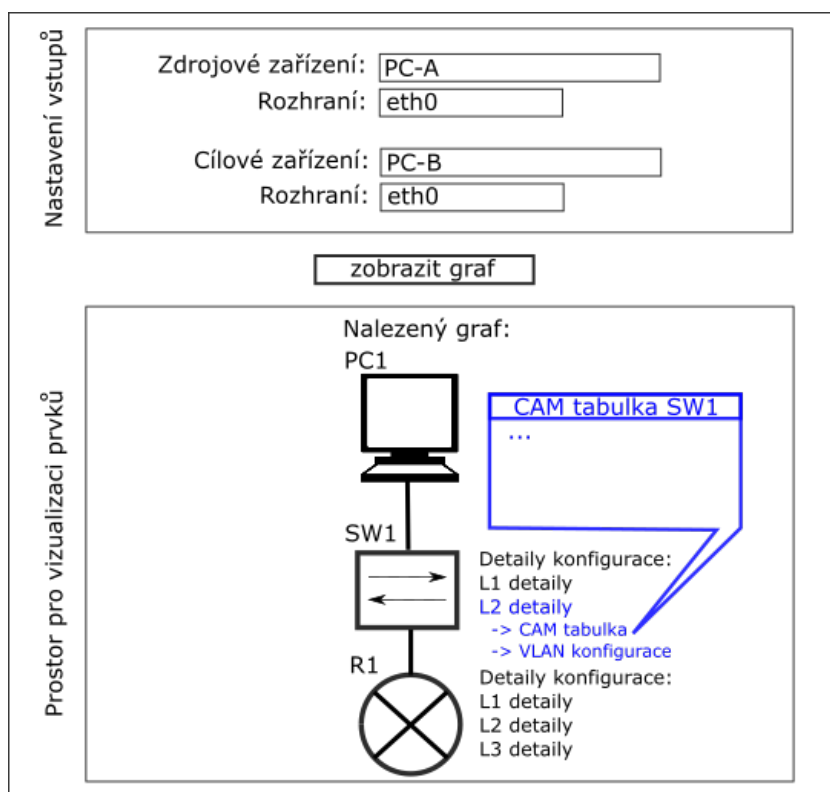 Nastavení vstupů
Zdrojové zařízení: PC-A
Rozhraní: eth0
Cílové zařízení: PC-B
Rozhraní: eth0
zobrazit graf
Prostor pro vizualizaci prvků
Nalezený graf:
PC1
CAM tabulka SW1
...
SW1
Detaily konfigurace:
L1 detaily
L2 detaily
-> CAM tabulka
-> VLAN konfigurace
R1
Detaily konfigurace:
L1 detaily
L2 detaily
L3 detaily